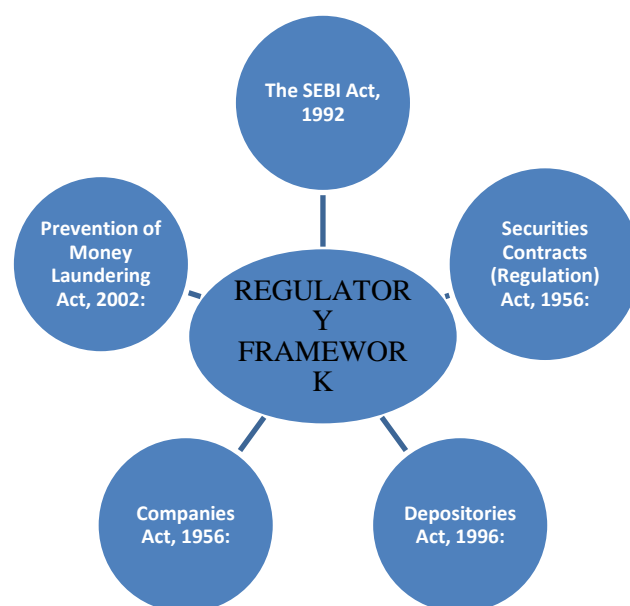 The SEBI Act,
1992
Securities
Contracts
(Regulation)
Act, 1956:
Depositories
Act, 1996:
Companies
Act, 1956:
Prevention of
Money
Laundering
Act, 2002:
REGULATOR
Y
FRAMEWOR
K